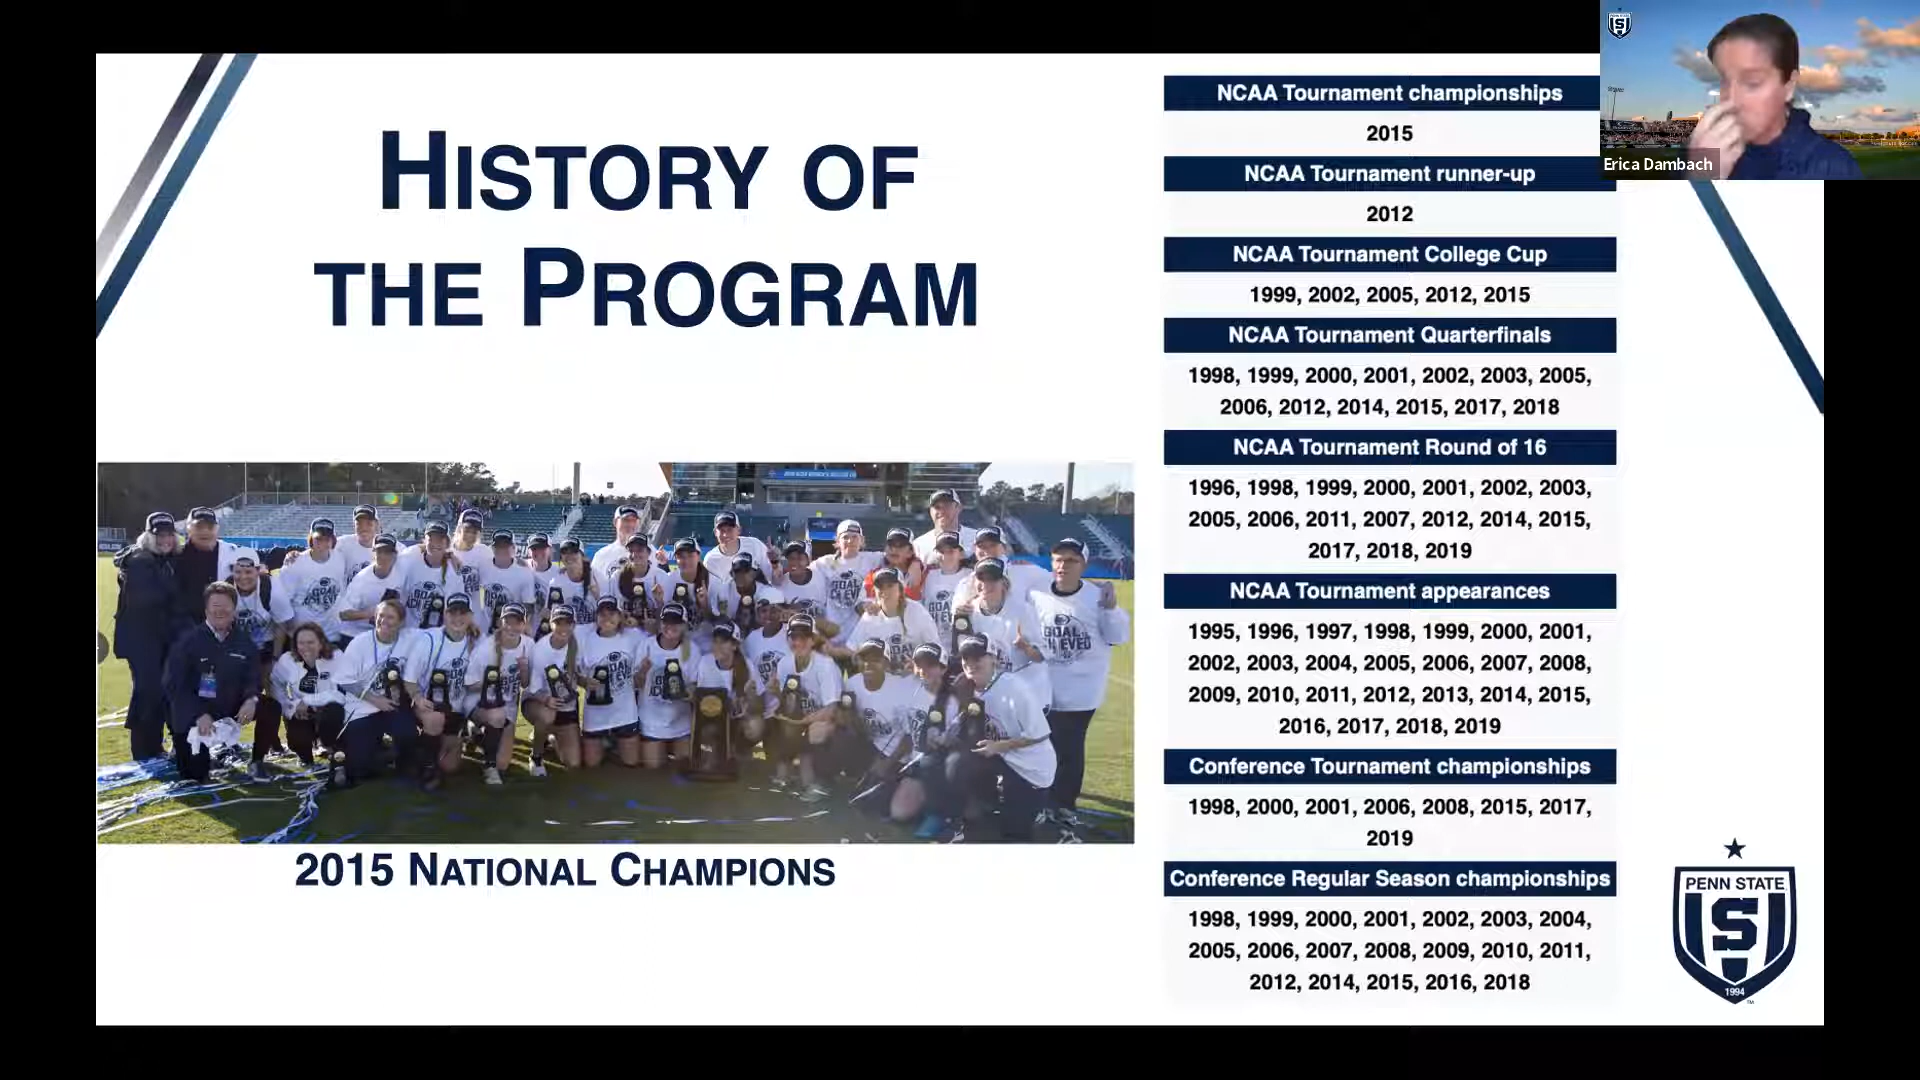 HISTORY OF
THE PROGRAM
2015 NATIONAL CHAMPIONS
NCAA Tournament championships
2015
NCAA Tournament runner-up
2012
NCAA Tournament College Cup
1999, 2002, 2005, 2012, 2015
NCAA Tournament Quarterfinals
1998, 1999, 2000, 2001, 2002, 2003, 2005,
2006, 2012, 2014, 2015, 2017, 2018
NCAA Tournament Round of 16
1996, 1998, 1999, 2000, 2001, 2002, 2003,
2005, 2006, 2011, 2007, 2012, 2014, 2015,
2017, 2018, 2019
NCAA Tournament appearances
1995, 1996, 1997, 1998, 1999, 2000, 2001,
2002, 2003, 2004, 2005, 2006, 2007, 2008,
2009, 2010, 2011, 2012, 2013, 2014, 2015,
2016, 2017, 2018, 2019
Conference Tournament championships
1998, 2000, 2001, 2006, 2008, 2015, 2017,
2019
Conference Regular Season championships
1998, 1999, 2000, 2001, 2002, 2003, 2004,
2005, 2006, 2007, 2008, 2009, 2010, 2011,
2012, 2014, 2015, 2016, 2018
Erica Dambach
PENN STATE
S
1994
TM
GOAL
ACHIEVED